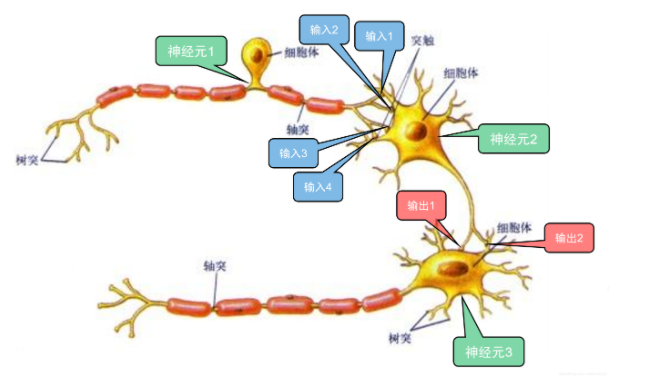 输入2
输入1
突触
神经元1
细胞体
细胞体
轴突
神经元2
输入3
树突
输入4
输出1
细胞体
输出2
轴突
树突
神经元3